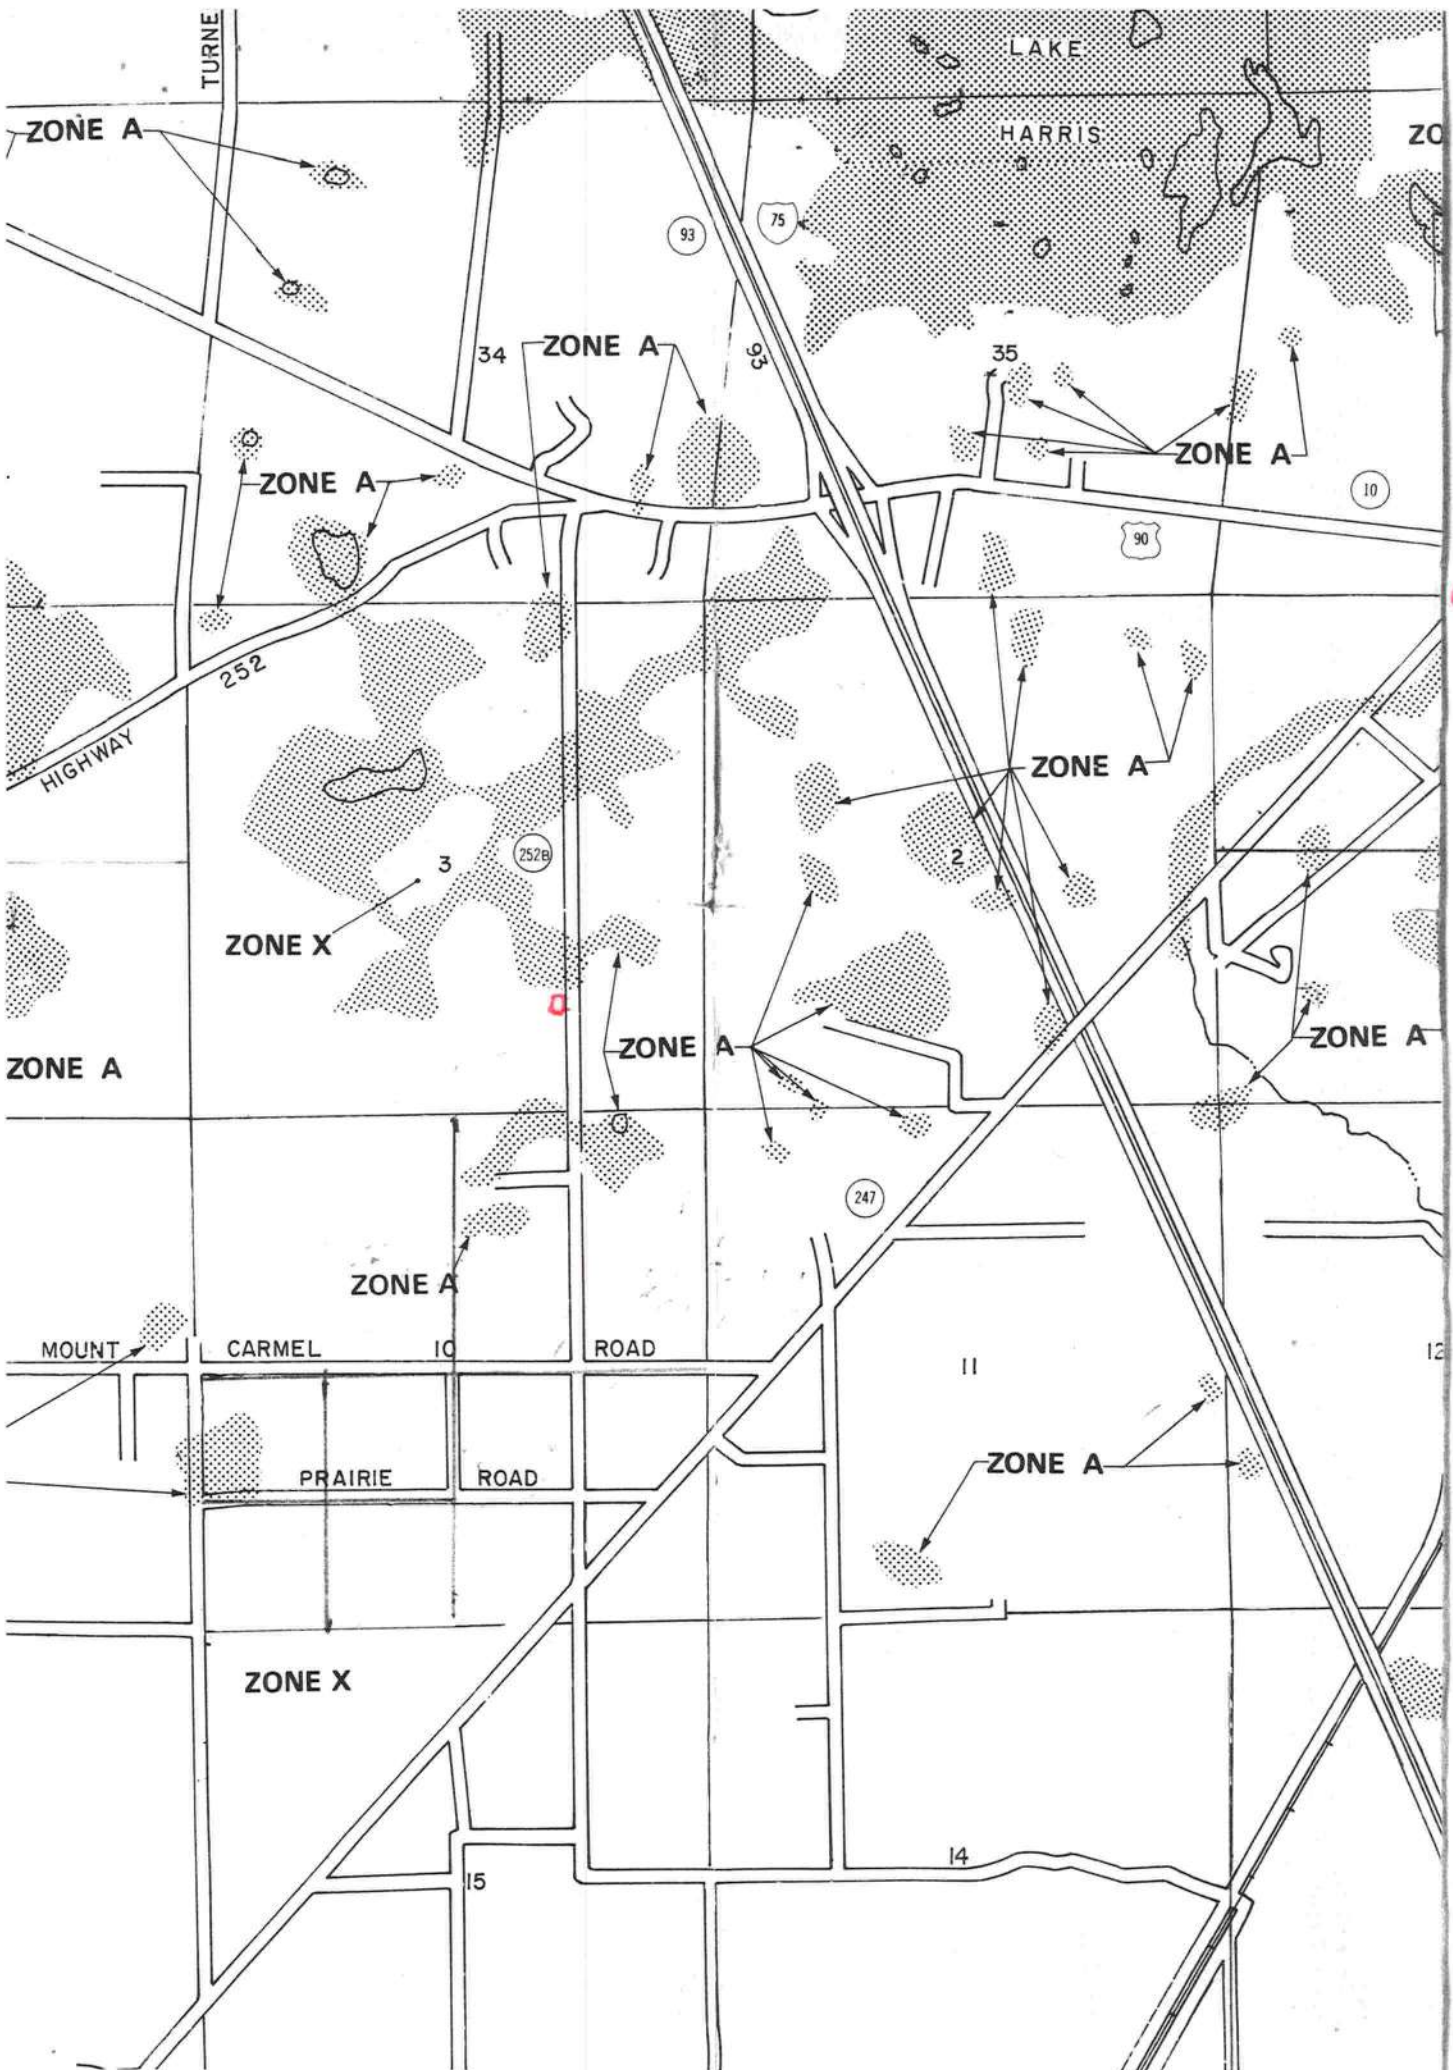 TURNE
LAKE
ZONE A
HARRIS
ZO
93
75
34
ZONE A
93
35
ZONE A
ZONE A
10
90
252
HIGHWAY
ZONE A
252B
3
2
ZONE X
ZONE A
ZONE A
ZONE A
247
ZONE A
MOUNT CARMEL 10 ROAD
11
12
PRAIRIE ROAD
ZONE A
ZONE X
14
15